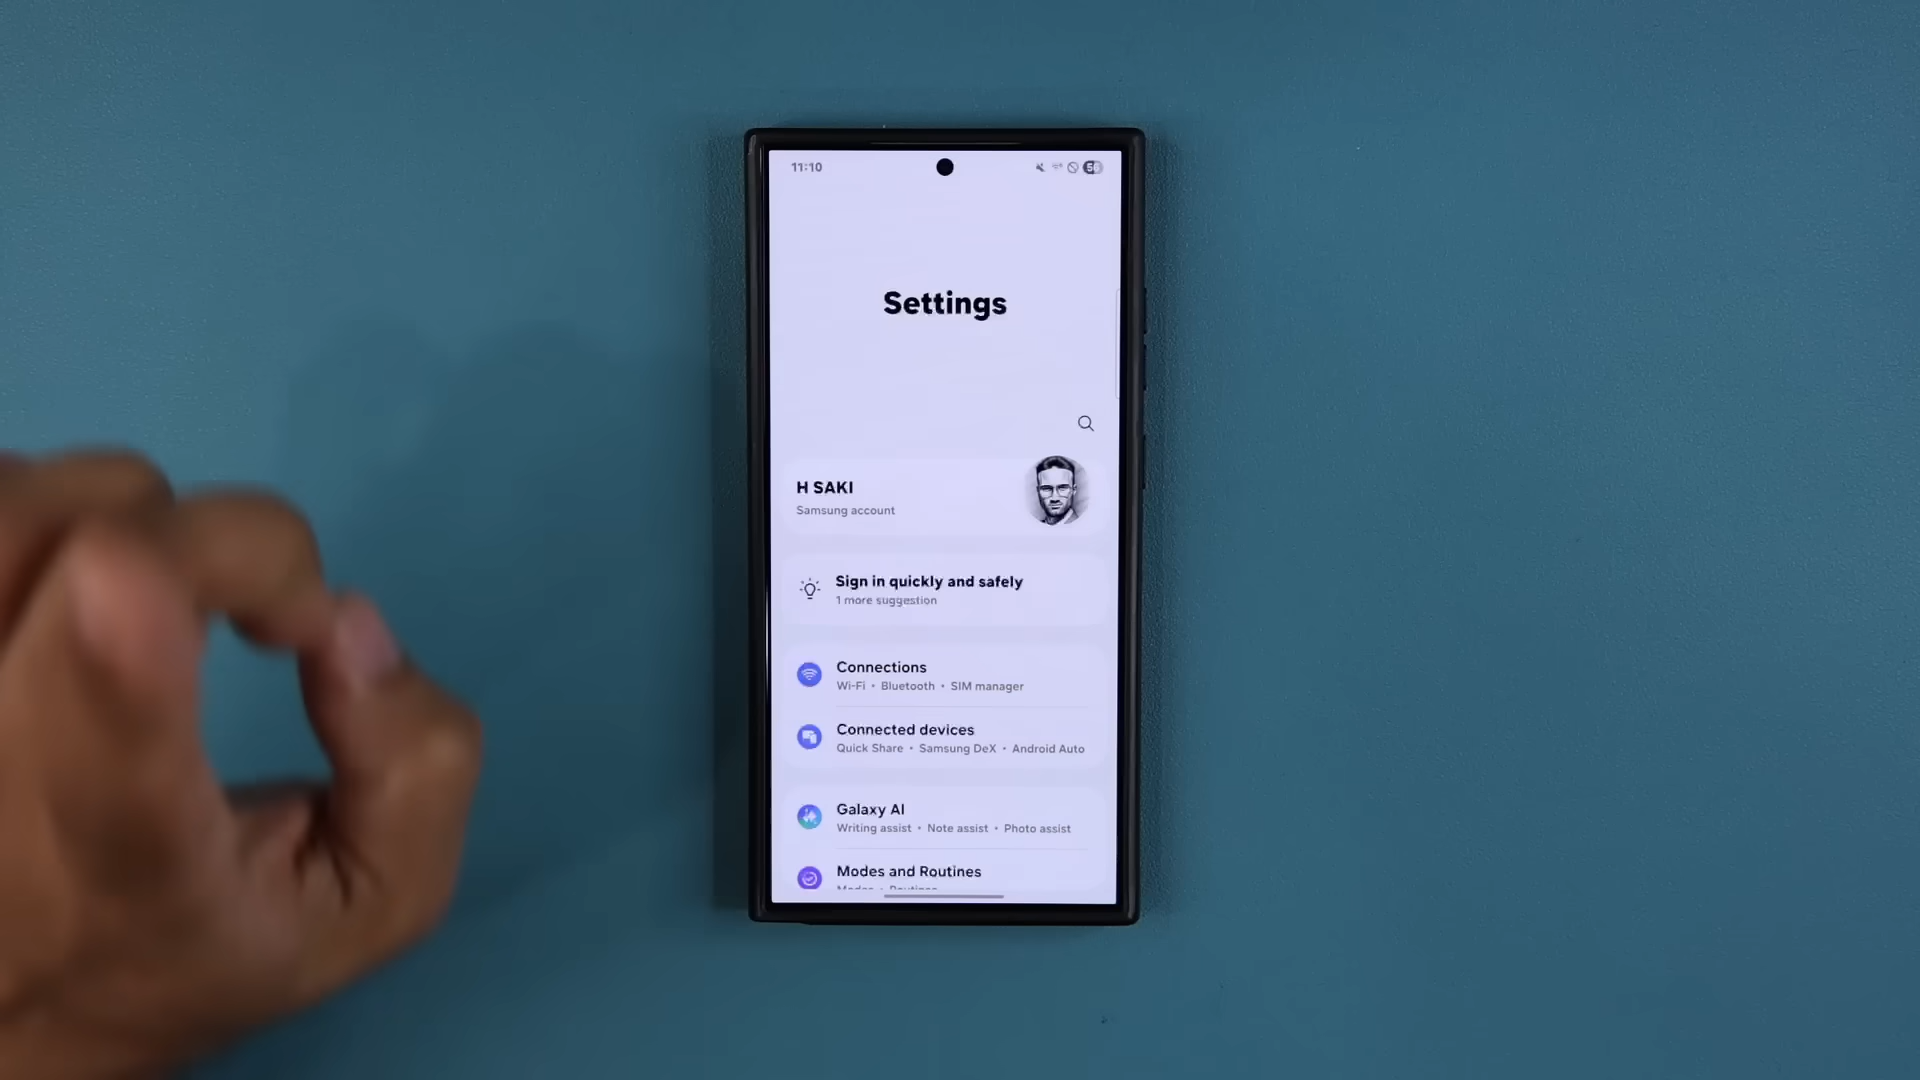 11:10
Settings
H SAKI
Samsung account
Sign in quickly and safely
1 more suggestion
Connections
Wi-Fi • Bluetooth • SIM manager
Connected devices
Quick Share • Samsung DeX • Android Auto
Galaxy AI
Writing assist • Note assist • Photo assist
Modes and Routines
Modes • Routines